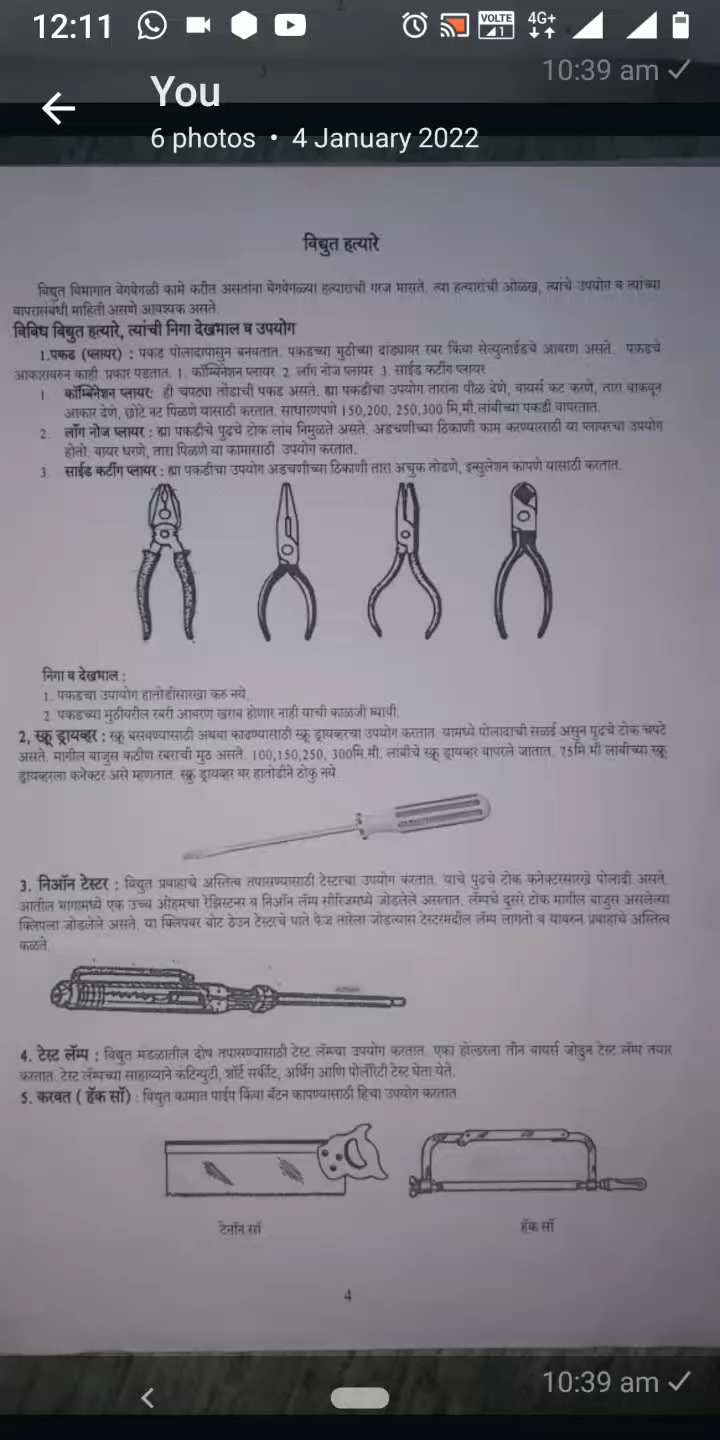 12:11
VOLTE
1
4G+
3
10:39 am
You
6 photos • 4 January 2022
विद्युत हत्यारे
विद्युत विभागात वेगवेगळी कामे करीत असतांना वेगवेगळ्या हत्याराची गरज भासते. त्या हत्यारांची ओळख, त्यांचे उपयोग व त्यांच्या
वापरासंबंधी माहिती असणे आवश्यक असते.
विविध विद्युत हत्यारे, त्यांची निगा देखभाल व उपयोग
1.पकड (प्लायर) : पकड पोलादापासुन बनवतात. पकडच्या मुठीच्या दांड्यावर रबर किंवा सेल्युलाईडचे आवरण असते. पकडचे
आकारावरुन काही प्रकार पडतात. 1. कॉम्बिनेशन प्लायर 2. लॉग नोज प्लायर 3. साईड कटींग प्लायर
1 कॉम्बिनेशन प्लायर: ही चपट्या तोंडाची पकड असते. ह्या पकडीचा उपयोग तारांना पीळ देणे, वायर्स कट करणे, तारा वाकवून
आकार देणे, छोटे नट पिळणे यासाठी करतात. साधारणपणे 150,200, 250,300 मि.मी.लांबीच्या पकडी वापरतात.
2. लॉंग नोज प्लायर : ह्या पकडीचे पुढचे टोक लांब निमुळते असते. अडचणीच्या ठिकाणी काम करण्यासाठी या प्लायरचा उपयोग
होतो. वायर धरणे, तारा पिळणे या कामासाठी उपयोग करतात.
3. साईड कटींग प्लायर : ह्या पकडीचा उपयोग अडचणीच्या ठिकाणी तारा अचुक तोडणे, इन्सुलेशन कापणे यासाठी करतात.
निगा व देखभाल :
1. पकडचा उपायोग हातोडीसारखा करु नये.
2. पकडच्या मुठीवरील रबरी आवरण खराब होणार नाही याची काळजी घ्यावी.
2, स्क्रू ड्रायव्हर : स्क्रू बसवण्यासाठी अथवा काढण्यासाठी स्क्रू ड्रायव्हरचा उपयोग करतात. यामध्ये पोलादाची सळई असुन पुढचे टोक चपटे
असते. मागील बाजुस कठीण रबराची मुठ असते. 100,150,250, 300मि.मी. लांबीचे स्क्रू ड्रायव्हर वापरले जातात. 75मि.मी लांबीच्या स्क्रू
ड्रायव्हरला कनेक्टर असे म्हणतात. स्क्रु ड्रायव्हर वर हातोडीने ठोकु नये.
3. निऑन टेस्टर : विद्युत प्रवाहाचे अस्तित्व तपासण्यासाठी टेस्टरचा उपयोग करतात. याचे पुढचे टोक कनेक्टरसारखे पोलादी असते.
आतील भागामध्ये एक उच्च ओहमचा रेझिस्टन्स व निऑन लॅम्प सीरिजमध्ये जोडलेले असतात. लॅम्पचे दुसरे टोक मागील बाजुस असलेल्या
क्लिपला जोडलेले असते. या क्लिपवर बोट ठेउन टेस्टरचे पाते फेज तारेला जोडल्यास टेस्टरमदील लॅम्प लागतो व यावरुन प्रवाहाचे अस्तित्व
कळते.
4. टेस्ट लॅम्प : विद्युत मडळातील दोष तपासण्यासाठी टेस्ट लॅम्पचा उपयोग करतात. एका होल्डरला तीन वायर्स जोडुन टेस्ट लॅम्प तयार
करतात. टेस्ट लॅम्पच्या साहाय्याने कंटिन्युटी, शॉर्ट सर्कीट, अर्थिंग आणि पोलॅरिटी टेस्ट घेता येते.
5. करवत ( हॅक सॉ) : विद्युत कामात पाईप किंवा बॅटन कापण्यासाठी हिचा उपयोग करतात.
टेनॉन सॉ
हॅक सॉ
4
10:39 am